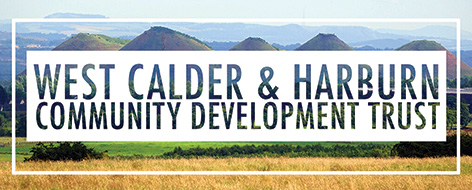 WEST CALDER & HARBURN
COMMUNITY DEVELOPMENT TRUST